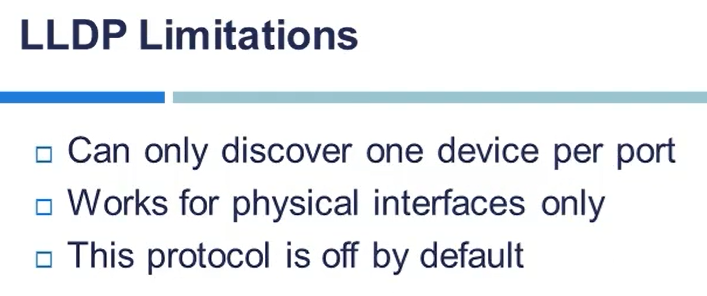 LLDP Limitations
Can only discover one device per port
Works for physical interfaces only
This protocol is off by default